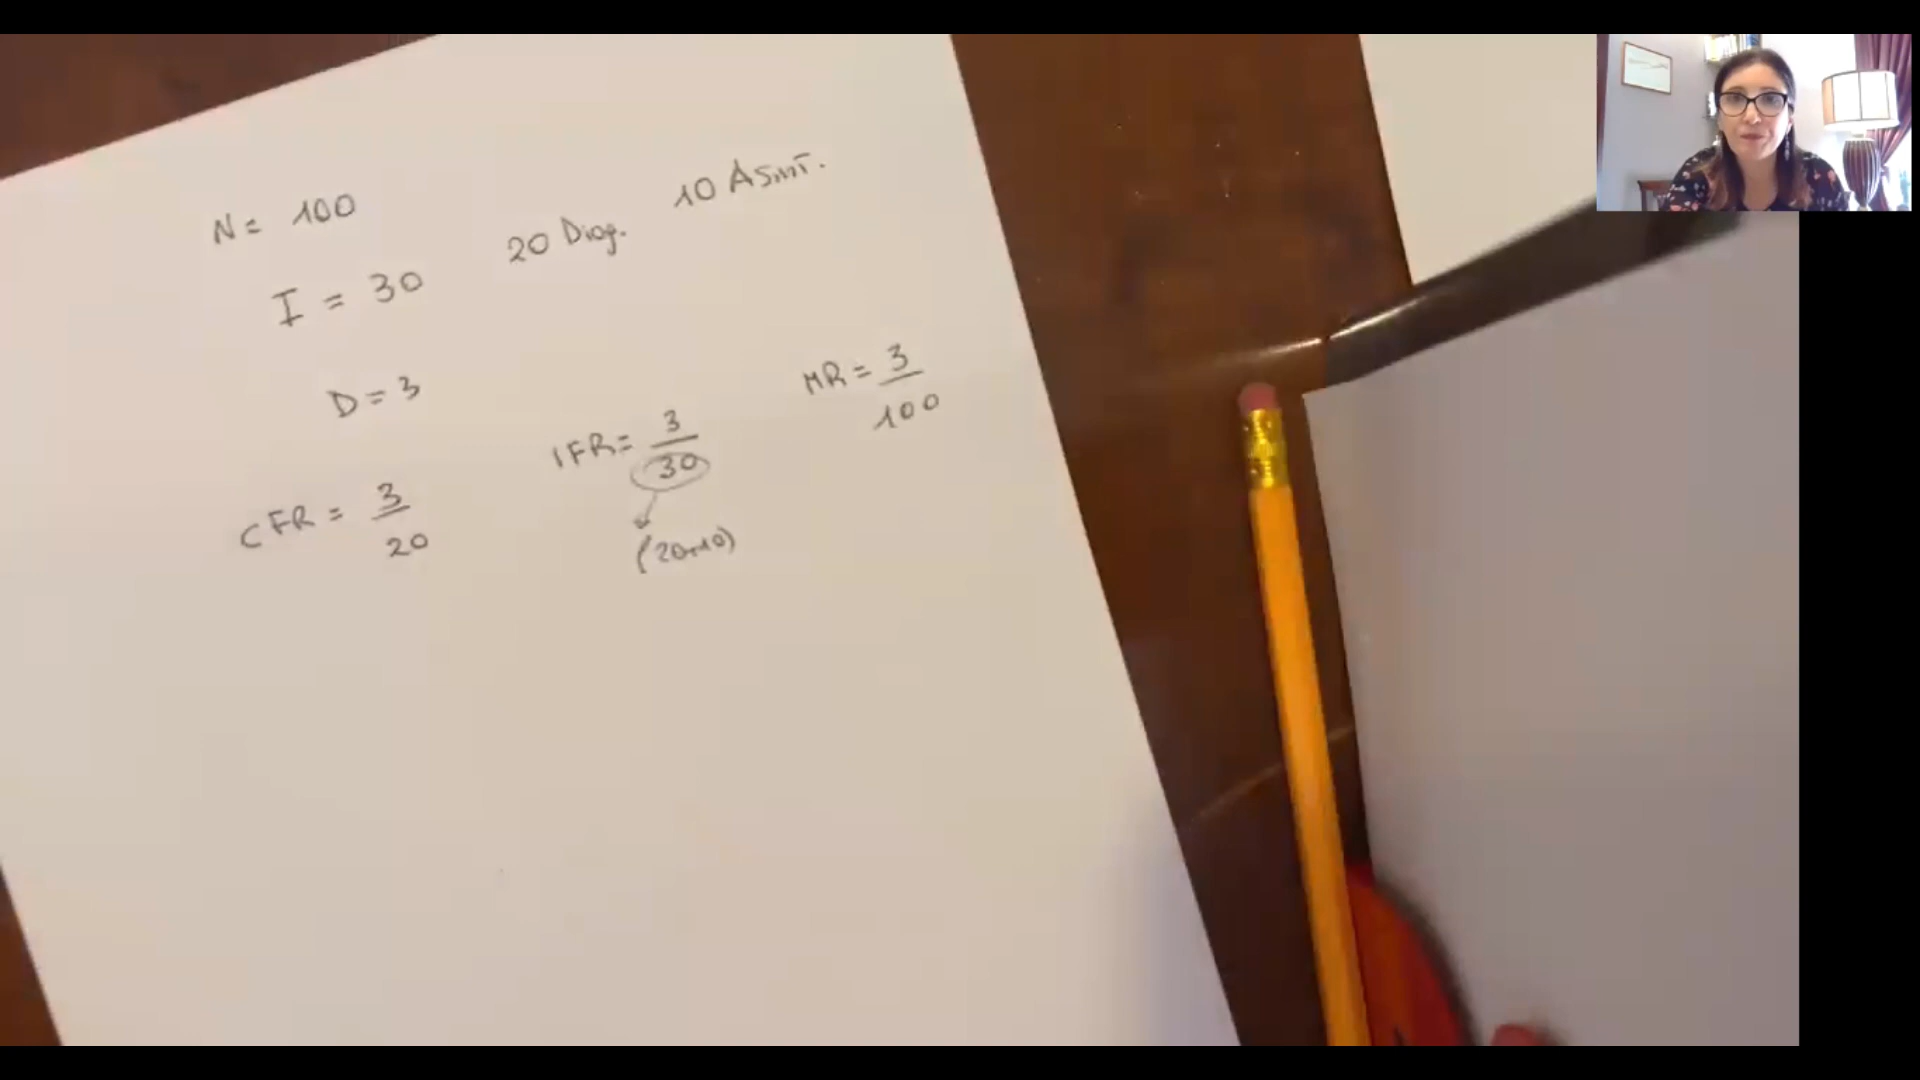 N = 100
I = 30
20 Diag.
10 Asint.
D = 3
CFR = 3/20
IFR = 3/30
(20+10)
MR = 3/100